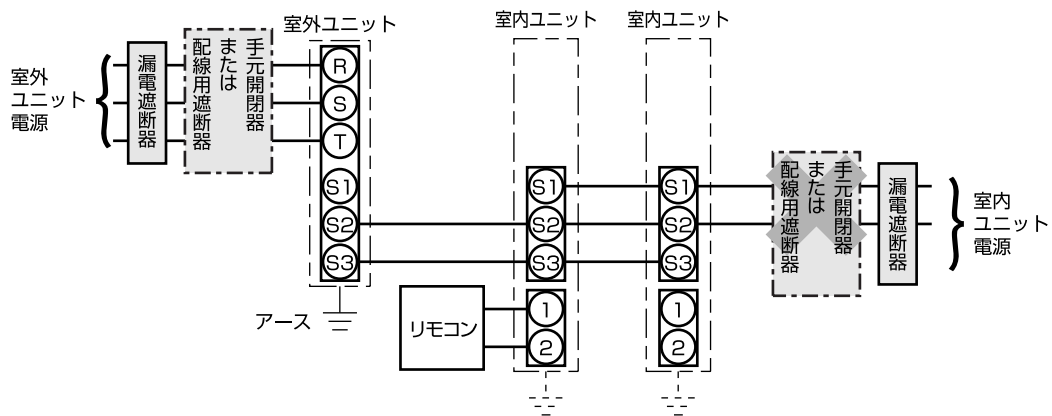 室外
ユニット
電源
漏電遮断器
手元開閉器
または
配線用遮断器
室外ユニット
R
S
T
S1
S2
S3
アース
リモコン
室内ユニット
S1
S2
S3
1
2
室内ユニット
S1
S2
S3
1
2
手元開閉器
または
配線用遮断器
漏電遮断器
室内
ユニット
電源